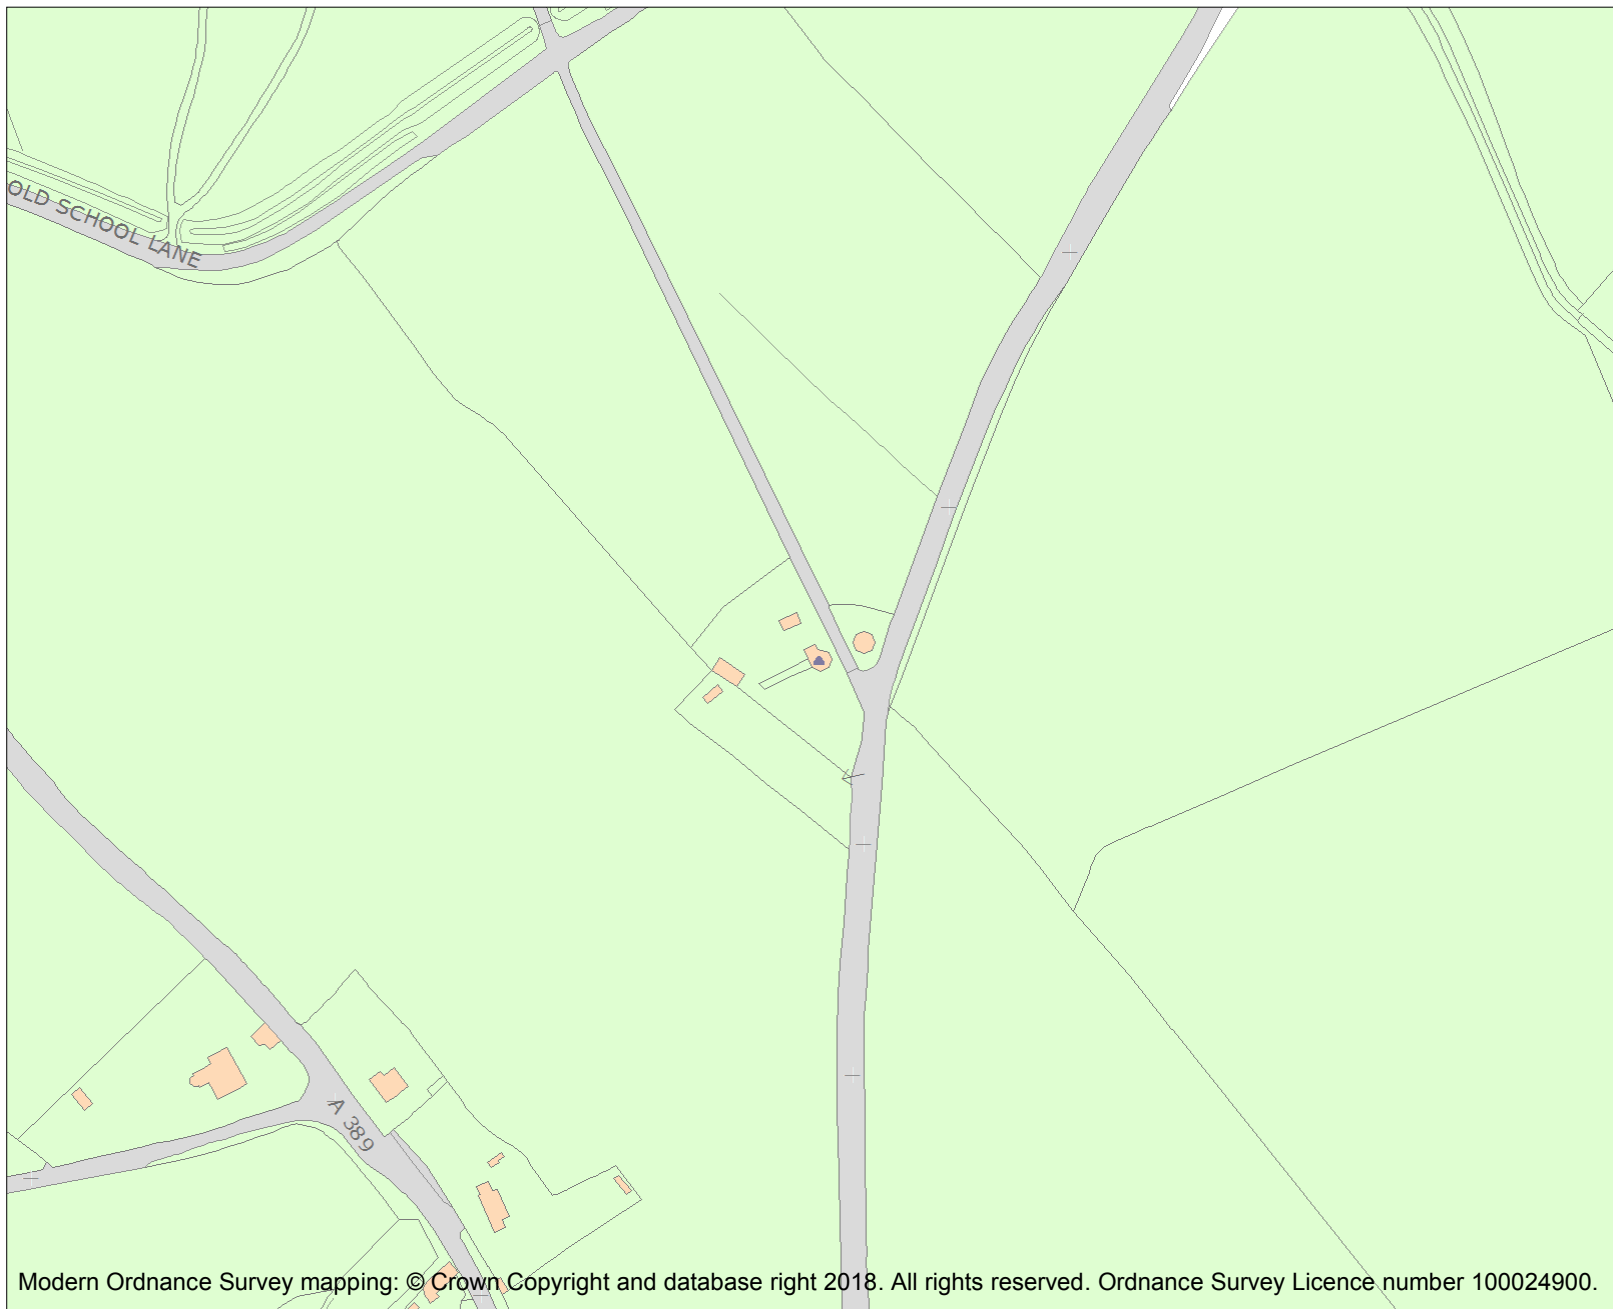 OLD SCHOOL LANE
A 389
Modern Ordnance Survey mapping: © Crown Copyright and database right 2018. All rights reserved. Ordnance Survey Licence number 100024900.